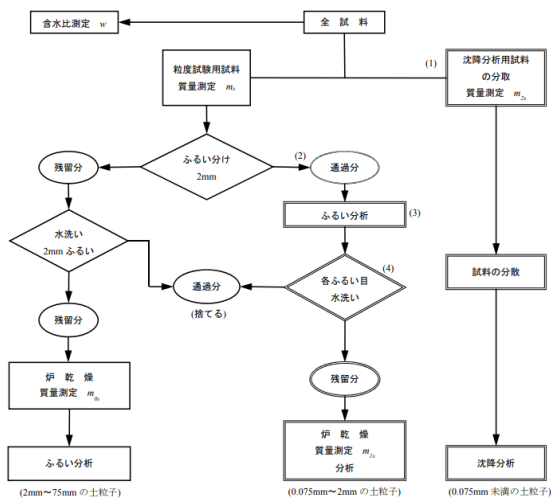 含水比測定 w
全 試 料
粒度試験用試料
質量測定 mₛ
(1)
沈降分析用試料
の分取
質量測定 m₂ₛ
残留分
ふるい分け
2mm
(2)
通過分
ふるい分析
(3)
水洗い
2mm ふるい
通過分
(捨てる)
各ふるい目
水洗い
(4)
試料の分散
残留分
残留分
炉 乾 燥
質量測定 m₀ₛ
炉 乾 燥
質量測定 m₁ₛ
分析
ふるい分析
沈降分析
(2mm～75mm の土粒子)
(0.075mm～2mm の土粒子)
(0.075mm 未満の土粒子)